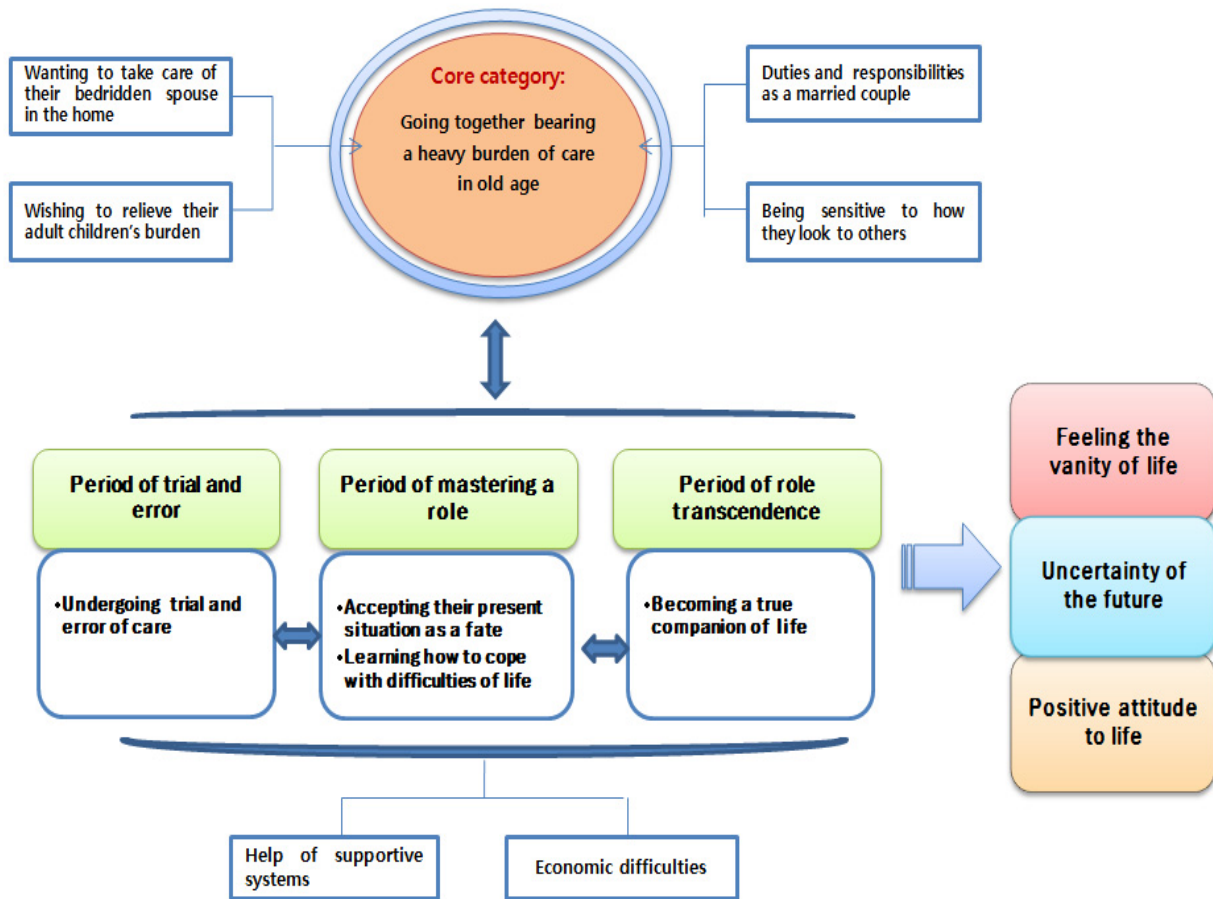 Wanting to take care of
their bedridden spouse
in the home
Wishing to relieve their
adult children's burden
Core category:
Going together bearing
a heavy burden of care
in old age
Duties and responsibilities
as a married couple
Being sensitive to how
they look to others
Period of trial and
error
•Undergoing trial and
error of care
Period of mastering a
role
•Accepting their present
situation as a fate
•Learning how to cope
with difficulties of life
Period of role
transcendence
•Becoming a true
companion of life
Feeling the
vanity of life
Uncertainty of
the future
Positive attitude
to life
Help of supportive
systems
Economic difficulties